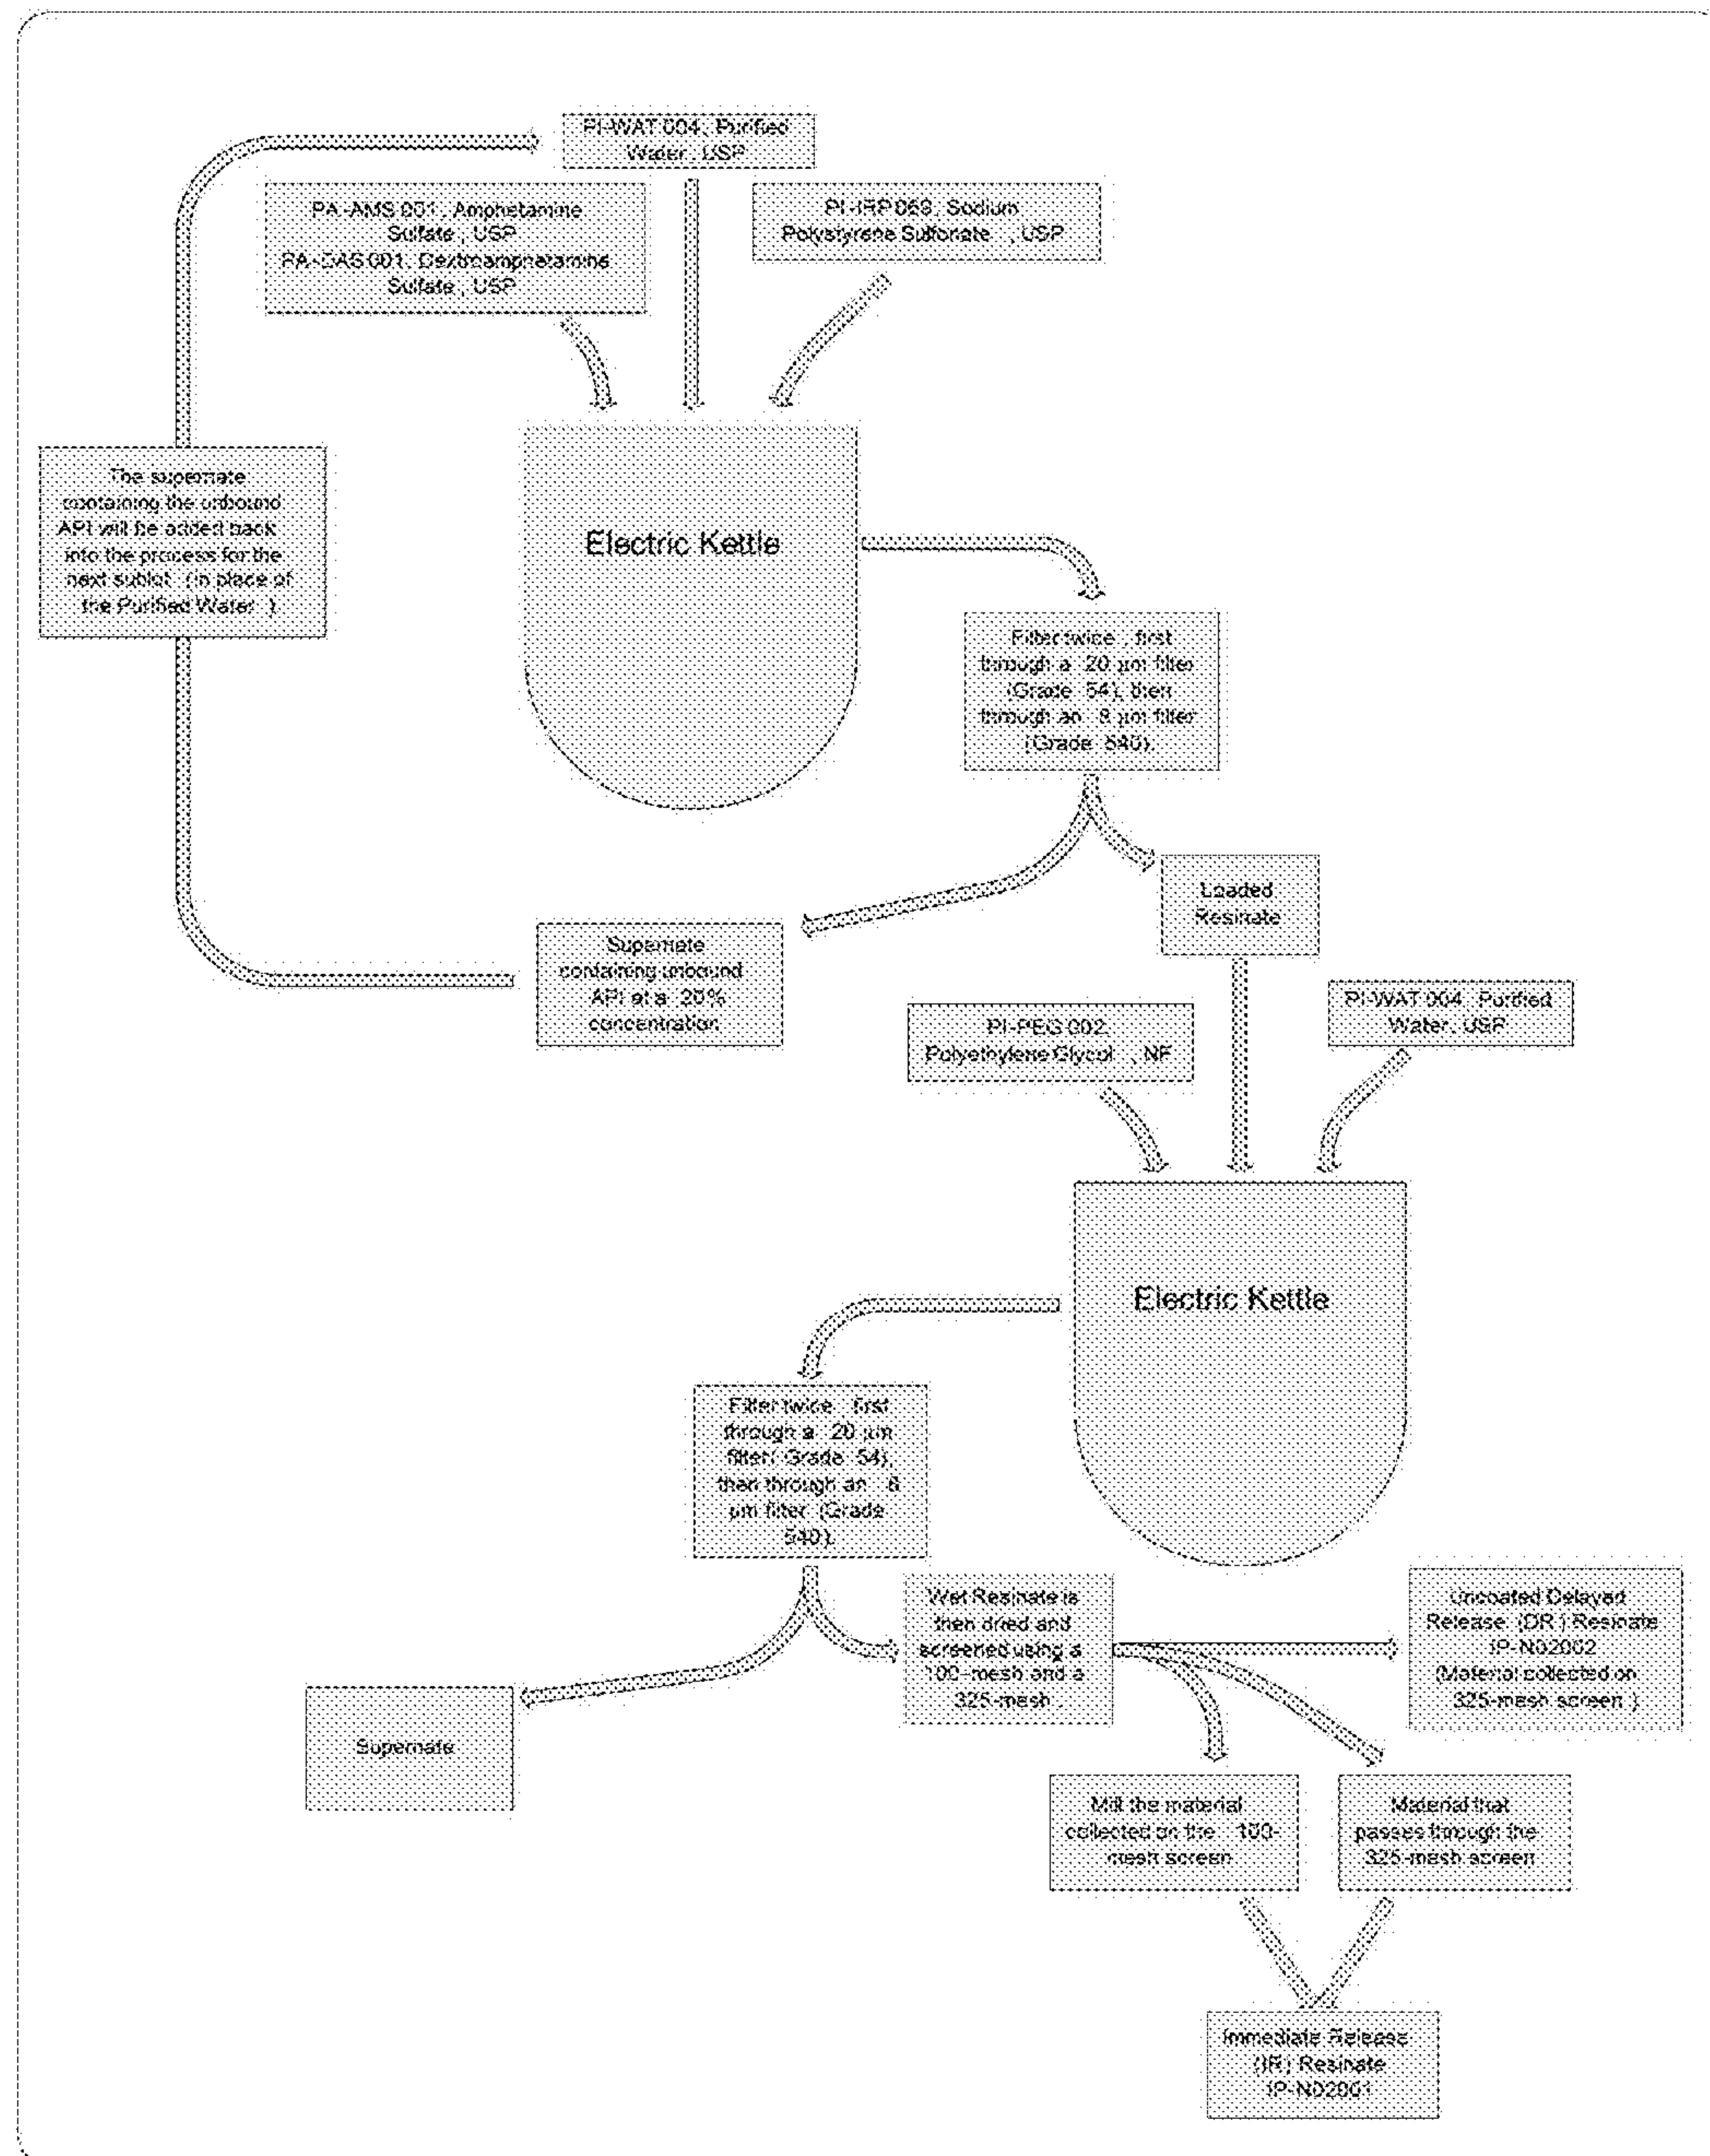 PI-WAT 004, Purified
Water, USP
PA-AMS 001, Amphetamine
Sulfate, USP
PA-DAS 001, Dextroamphetamine
Sulfate, USP
PI-IRP 069, Sodium
Polystyrene Sulfonate, USP
Electric Kettle
The supernate
containing the unbound
API will be added back
into the process for the
next sublot (in place of
the Purified Water)
Filter twice, first
through a 20 µm filter
(Grade 54), then
through an 8 µm filter
(Grade 540).
Loaded
Resinate
Supernate
containing unbound
API at a 20%
concentration
PI-PEG 002,
Polyethylene Glycol, NF
PI-WAT 004, Purified
Water, USP
Electric Kettle
Filter twice, first
through a 20 µm
filter( Grade 54),
then through an 8
µm filter (Grade
540).
Supernate
Wet Resinate is
then dried and
screened using a
100-mesh and a
325-mesh.
Uncoated Delayed
Release (DR) Resinate
IP-ND2002
(Material collected on
325-mesh screen)
Mill the material
collected on the 100-
mesh screen
Material that
passes through the
325-mesh screen
Immediate Release
(IR) Resinate
IP-ND2001